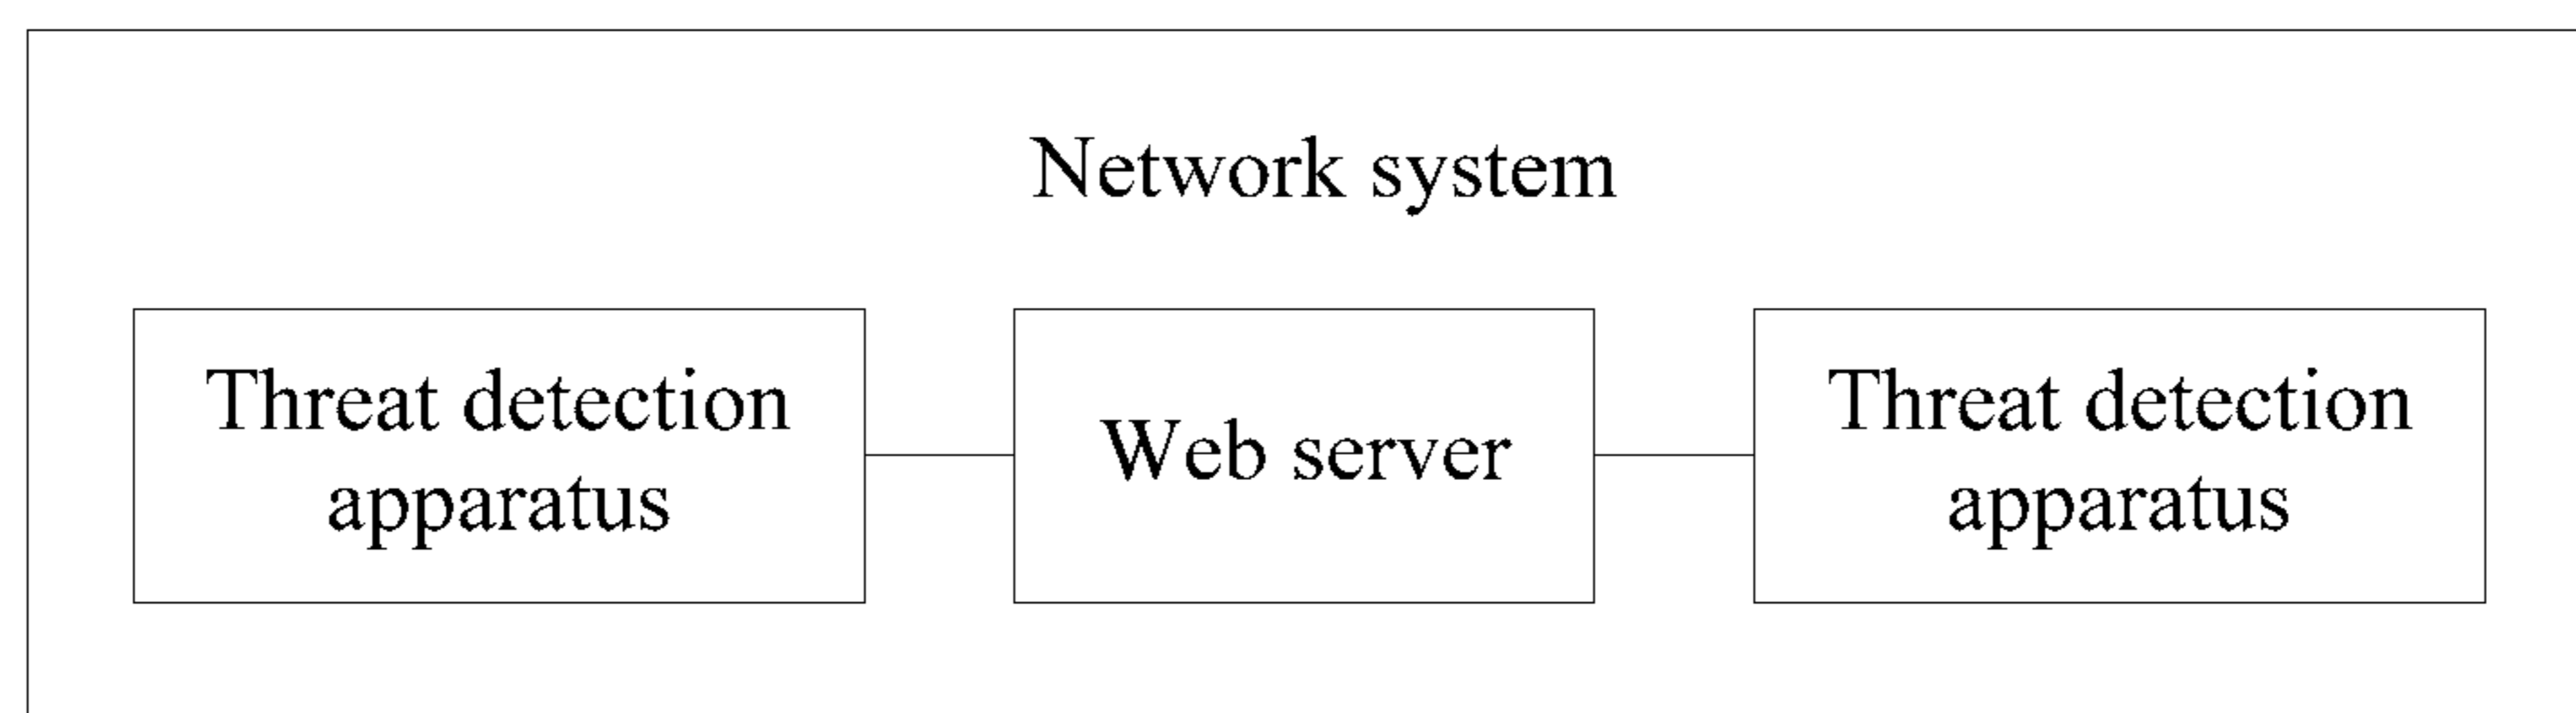 Network system
Threat detection
apparatus
Web server
Threat detection
apparatus